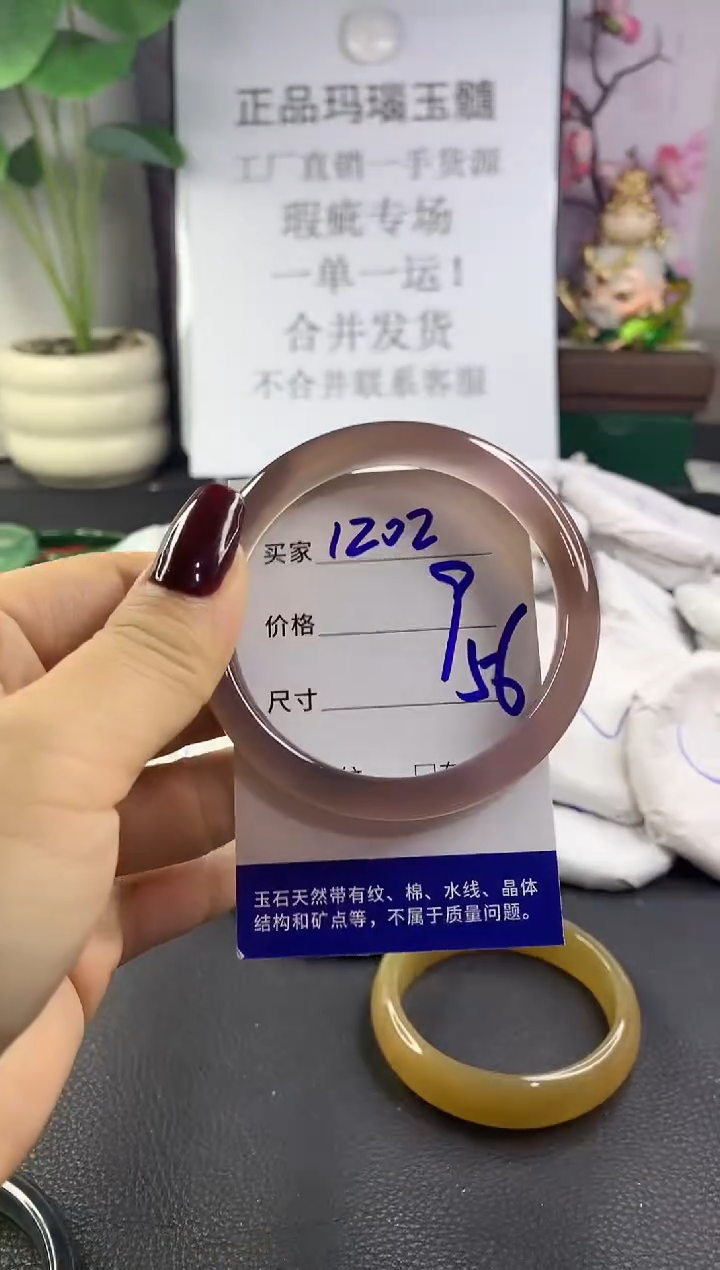 正品玛瑙玉髓
工厂直销一手货源
瑕疵专场
一单一运！
合并发货
不合并联系客服
买家 1202
价格 9
尺寸 56
玉石天然带有纹、棉、水线、晶体
结构和矿点等，不属于质量问题。